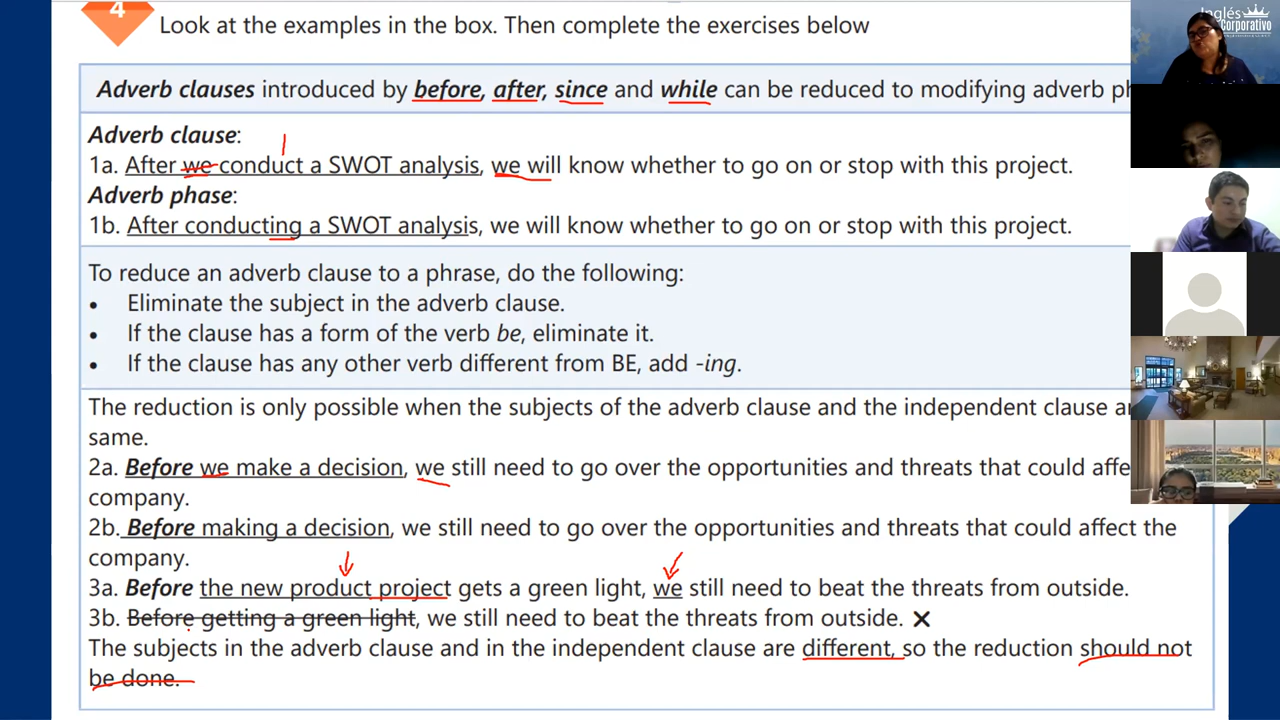 4
Look at the examples in the box. Then complete the exercises below
Inglés
Corporativo
Adverb clauses introduced by before, after, since and while can be reduced to modifying adverb
Adverb clause:
1a. After we conduct a SWOT analysis, we will know whether to go on or stop with this project.
Adverb phase:
1b. After conducting a SWOT analysis, we will know whether to go on or stop with this project.
To reduce an adverb clause to a phrase, do the following:
• Eliminate the subject in the adverb clause.
• If the clause has a form of the verb be, eliminate it.
• If the clause has any other verb different from BE, add -ing.
The reduction is only possible when the subjects of the adverb clause and the independent clause
same.
2a. Before we make a decision, we still need to go over the opportunities and threats that could
company.
2b. Before making a decision, we still need to go over the opportunities and threats that could affect the
company.
3a. Before the new product project gets a green light, we still need to beat the threats from outside.
3b. Before getting a green light, we still need to beat the threats from outside. ×
The subjects in the adverb clause and in the independent clause are different, so the reduction should not
be done.